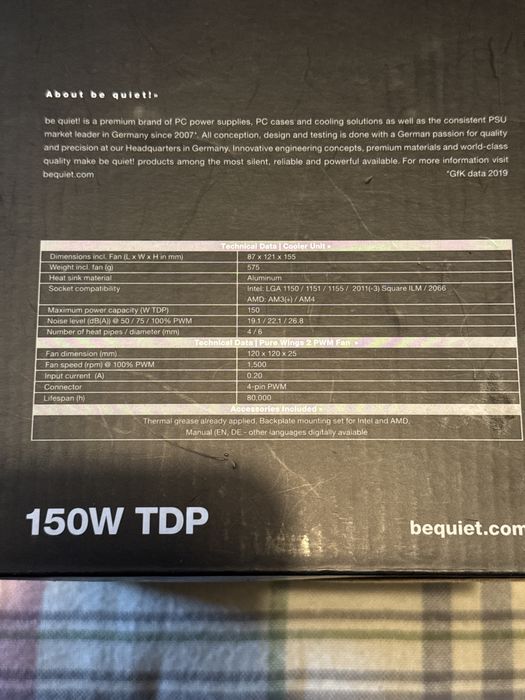 About be quiet!»
be quiet! is a premium brand of PC power supplies, PC cases and cooling solutions as well as the consistent PSU
market leader in Germany since 2007*. All conception, design and testing is done with a German passion for quality
and precision at our Headquarters in Germany. Innovative engineering concepts, premium materials and world-class
quality make be quiet! products among the most silent, reliable and powerful available. For more information visit
bequiet.com *GfK data 2019
Technical Data | Cooler Unit »
Dimensions incl. Fan (L x W x H in mm) 87 x 121 x 155
Weight incl. fan (g) 575
Heat sink material Aluminum
Socket compatibility Intel: LGA 1150 / 1151 / 1155 / 2011(-3) Square ILM / 2066
AMD: AM3(+) / AM4
Maximum power capacity (W TDP) 150
Noise level (dB(A)) @ 50 / 75 / 100% PWM 19.1 / 22.1 / 26.8
Number of heat pipes / diameter (mm) 4 / 6
Technical Data | Pure Wings 2 PWM Fan »
Fan dimension (mm) 120 x 120 x 25
Fan speed (rpm) @ 100% PWM 1,500
Input current (A) 0.20
Connector 4-pin PWM
Lifespan (h) 80,000
Accessories Included »
Thermal grease already applied, Backplate mounting set for Intel and AMD,
Manual (EN, DE - other languages digitally avaiable
150W TDP
bequiet.com